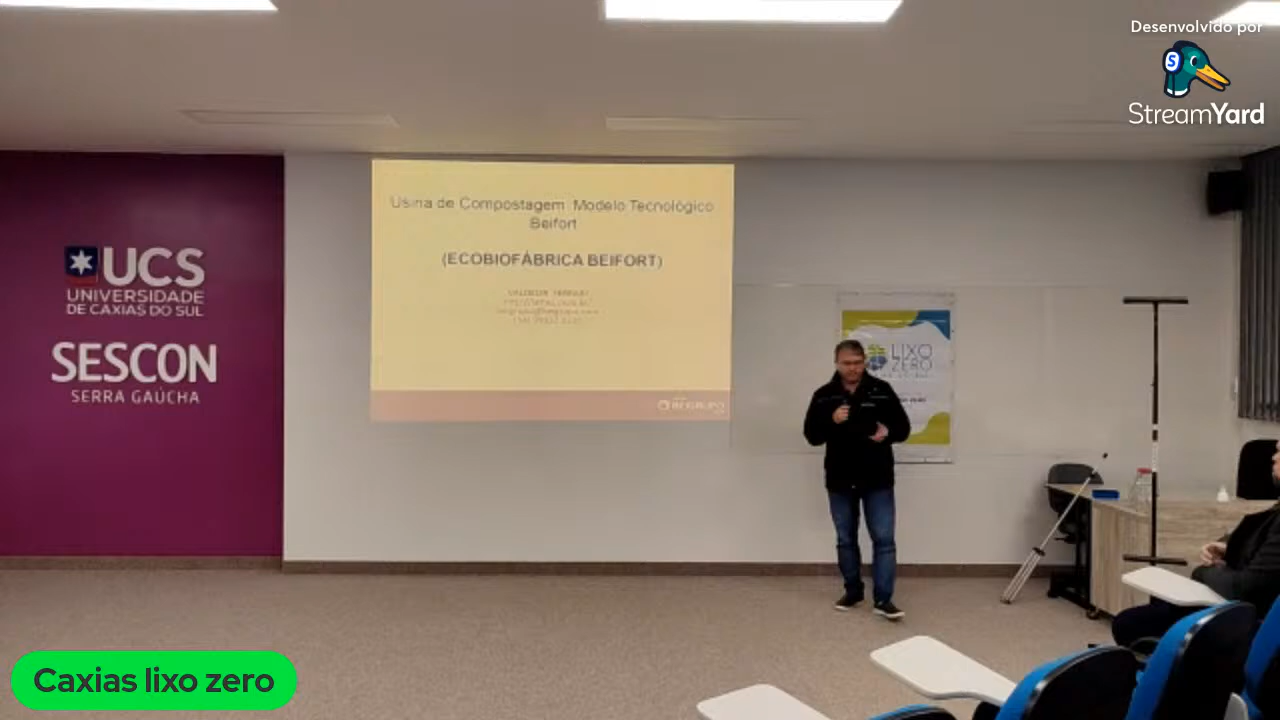 Desenvolvido por
StreamYard
UCS
UNIVERSIDADE
DE CAXIAS DO SUL
SESCON
SERRA GAÚCHA
Usina de Compostagem Modelo Tecnológico
Beifort
(ECOBIOFÁBRICA BEIFORT)
LIXO
ZERO
Caxias lixo zero